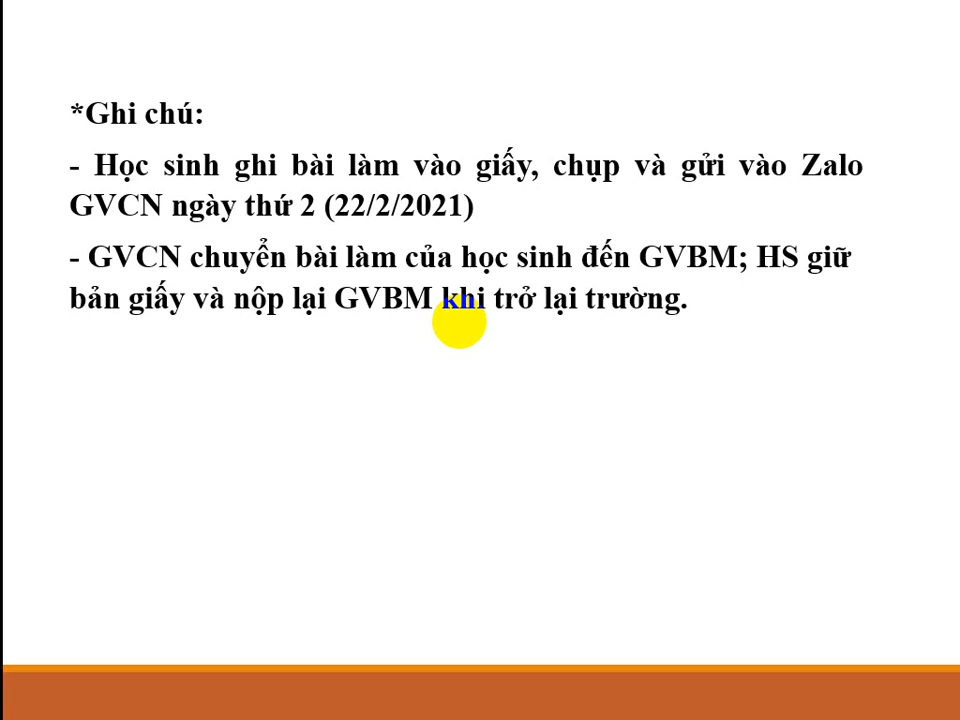 *Ghi chú:
- Học sinh ghi bài làm vào giấy, chụp và gửi vào Zalo
GVCN ngày thứ 2 (22/2/2021)
- GVCN chuyển bài làm của học sinh đến GVBM; HS giữ
bản giấy và nộp lại GVBM khi trở lại trường.